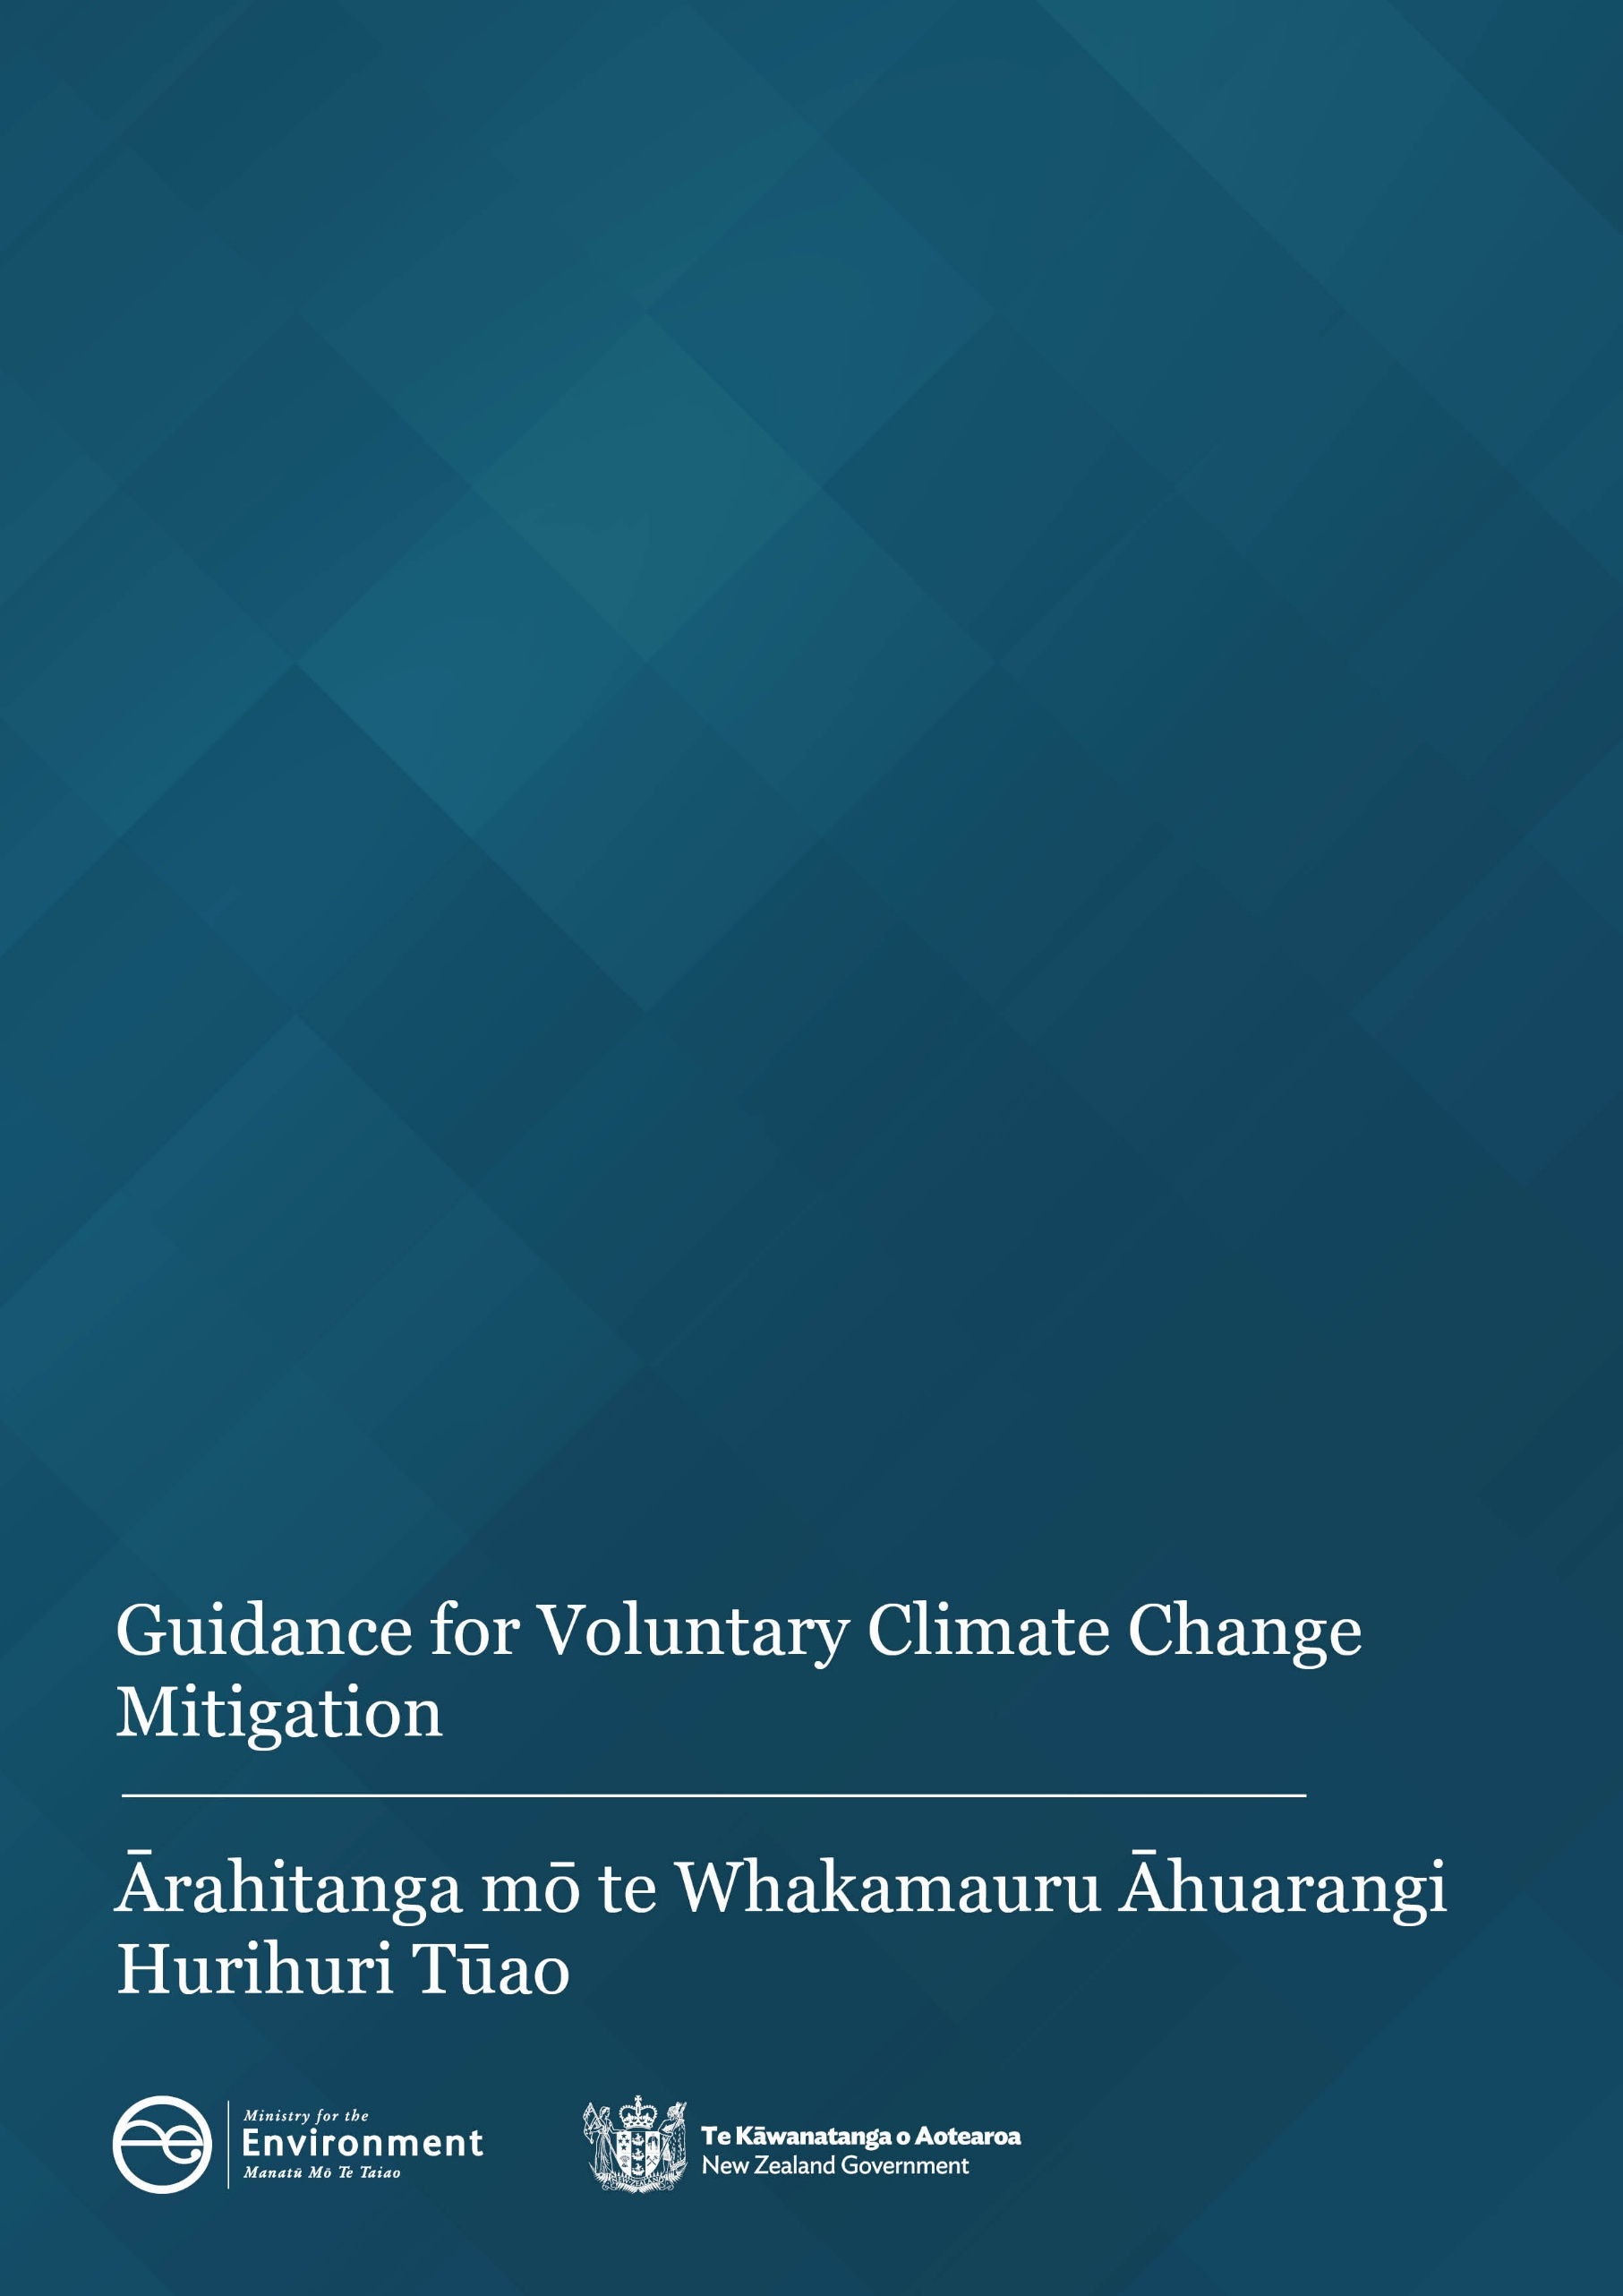 Guidance for Voluntary Climate Change
Mitigation
Ārahitanga mō te Whakamauru Āhuarangi
Hurihuri Tūao
Ministry for the
Environment
Manatū Mō Te Taiao
Te Kāwanatanga o Aotearoa
New Zealand Government